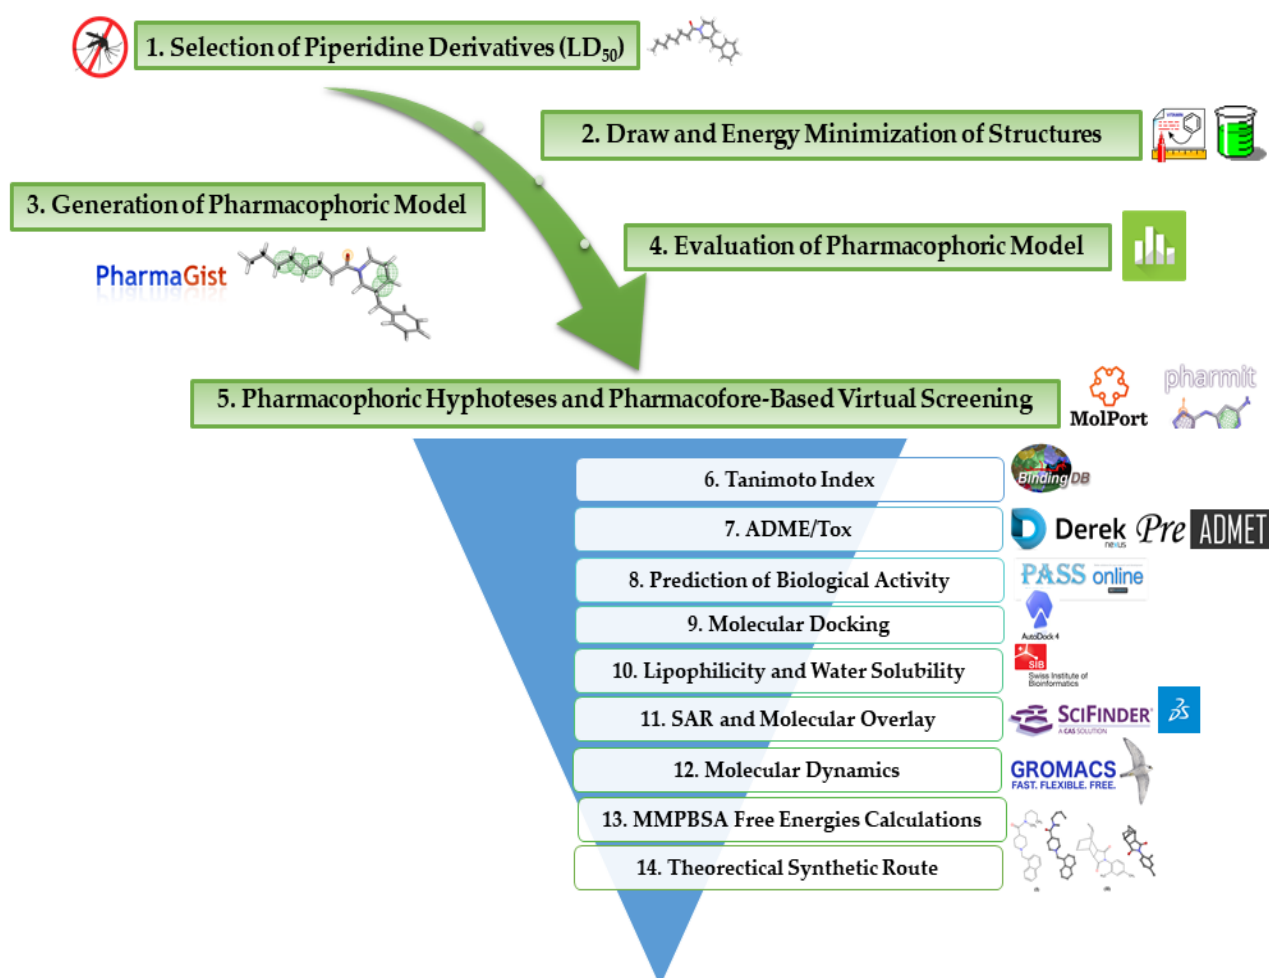 1. Selection of Piperidine Derivatives (LD50)
2. Draw and Energy Minimization of Structures
VITAMIN
3. Generation of Pharmacophoric Model
PharmaGist
4. Evaluation of Pharmacophoric Model
5. Pharmacophoric Hyphoteses and Pharmacofore-Based Virtual Screening
MolPort
pharmit
6. Tanimoto Index
BindingDB
7. ADME/Tox
Derek
nexus
Pre ADMET
8. Prediction of Biological Activity
PASS online
9. Molecular Docking
AutoDock 4
10. Lipophilicity and Water Solubility
SIB
Swiss Institute of
Bioinformatics
11. SAR and Molecular Overlay
SCIFINDER
A CAS SOLUTION
12. Molecular Dynamics
GROMACS
FAST. FLEXIBLE. FREE.
13. MMPBSA Free Energies Calculations
14. Theorectical Synthetic Route